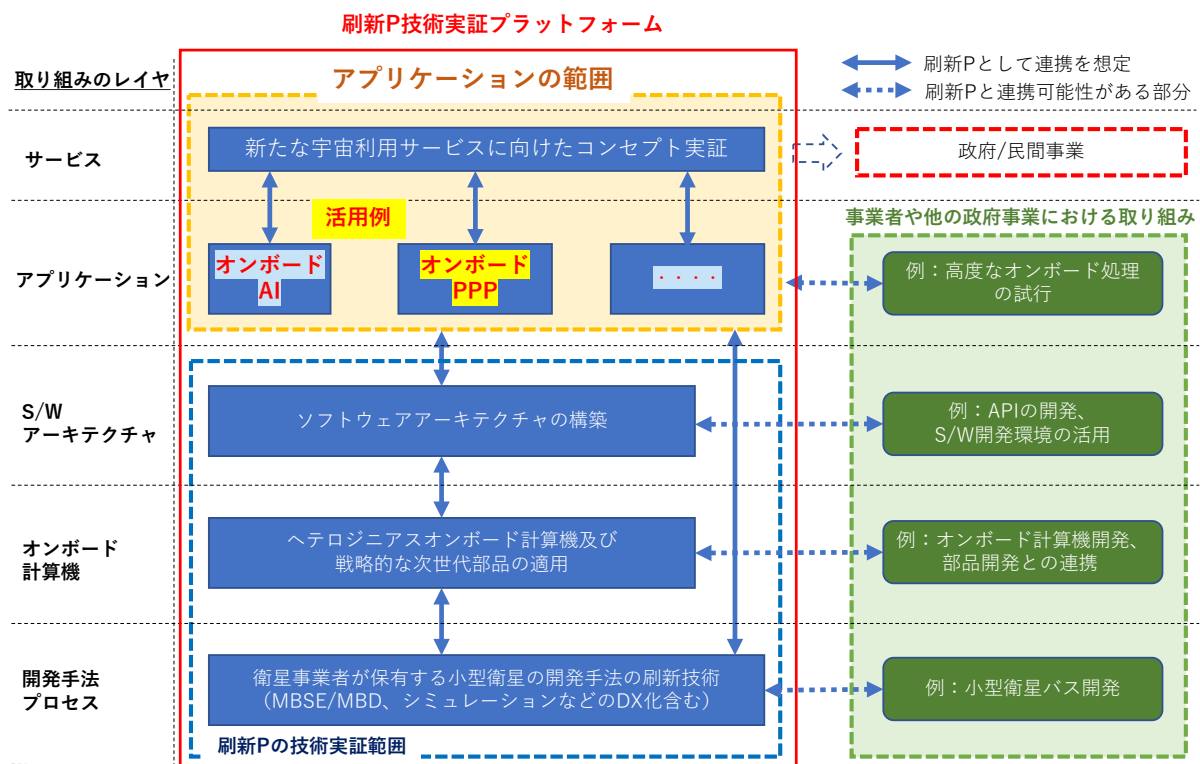 刷新P技術実証プラットフォーム
取り組みのレイヤ
アプリケーションの範囲
刷新Pとして連携を想定
刷新Pと連携可能性がある部分
サービス
新たな宇宙利用サービスに向けたコンセプト実証
政府/民間事業
活用例
事業者や他の政府事業における取り組み
アプリケーション
オンボード
AI
オンボード
PPP
・・・・
例：高度なオンボード処理
の試行
S/W
アーキテクチャ
ソフトウェアアーキテクチャの構築
例：APIの開発、
S/W開発環境の活用
オンボード
計算機
ヘテロジニアスオンボード計算機及び
戦略的な次世代部品の適用
例：オンボード計算機開発、
部品開発との連携
開発手法
プロセス
衛星事業者が保有する小型衛星の開発手法の刷新技術
（MBSE/MBD、シミュレーションなどのDX化含む）
例：小型衛星バス開発
刷新Pの技術実証範囲